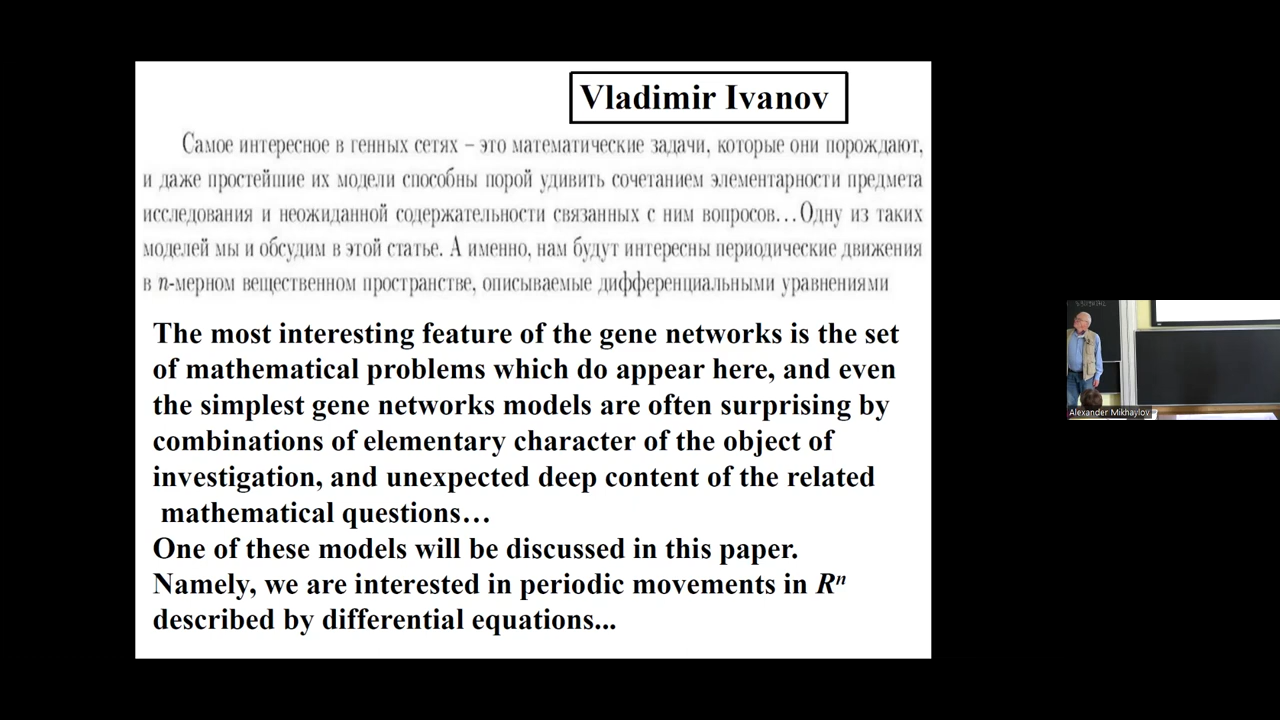 Vladimir Ivanov
Самое интересное в генных сетях – это математические задачи, которые они порождают,
и даже простейшие их модели способны порой удивить сочетанием элементарности предмета
исследования и неожиданной содержательности связанных с ним вопросов…Одну из таких
моделей мы и обсудим в этой статье. А именно, нам будут интересны периодические движения
в n-мерном вещественном пространстве, описываемые дифференциальными уравнениями
The most interesting feature of the gene networks is the set
of mathematical problems which do appear here, and even
the simplest gene networks models are often surprising by
combinations of elementary character of the object of
investigation, and unexpected deep content of the related
mathematical questions…
One of these models will be discussed in this paper.
Namely, we are interested in periodic movements in Rⁿ
described by differential equations...
Alexander Mikhaylov